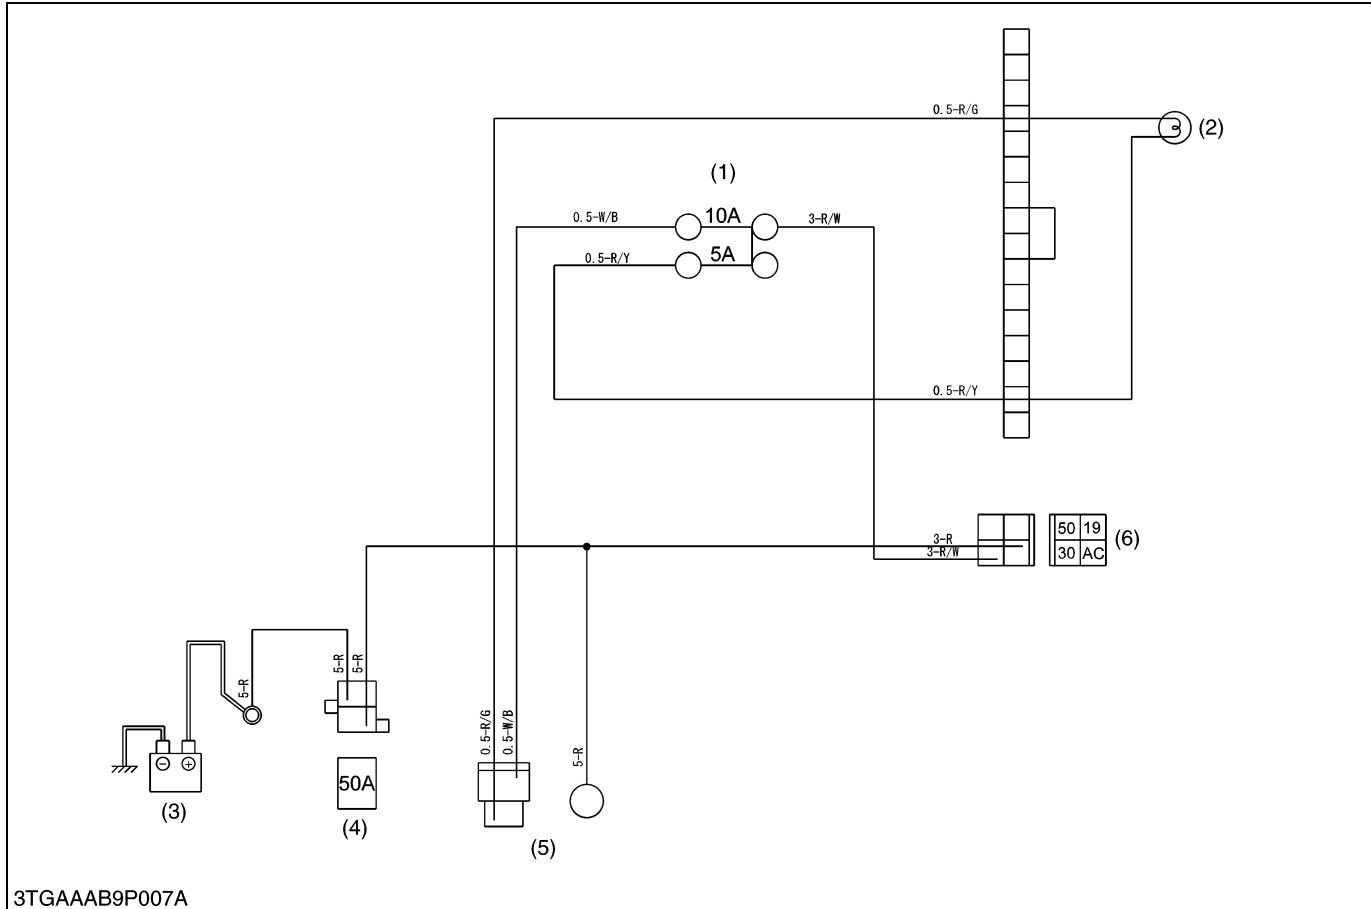 0.5-R/G
(2)
(1)
0.5-W/B
10A
3-R/W
0.5-R/Y
5A
0.5-R/Y
3-R
3-R/W
50 19
30 AC
(6)
5-R
5-R
5-R
0.5-R/G
0.5-W/B
5-R
− +
50A
(3)
(4)
(5)
3TGAAAB9P007A